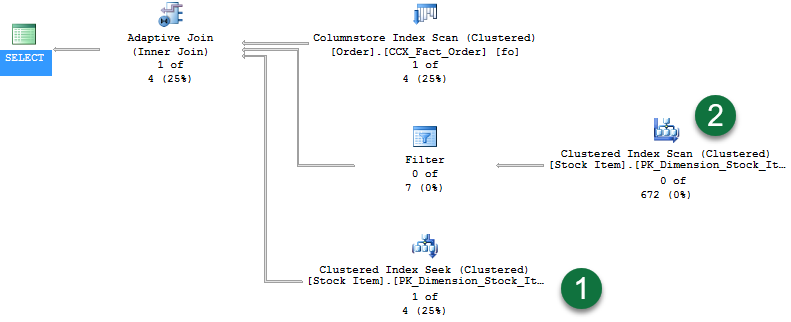 SELECT
Adaptive Join
(Inner Join)
1 of
4 (25%)
Columnstore Index Scan (Clustered)
[Order].[CCX_Fact_Order] [fo]
1 of
4 (25%)
Filter
0 of
7 (0%)
2
Clustered Index Scan (Clustered)
[Stock Item].[PK_Dimension_Stock_It…
0 of
672 (0%)
Clustered Index Seek (Clustered)
[Stock Item].[PK_Dimension_Stock_It…
1 of
4 (25%)
1